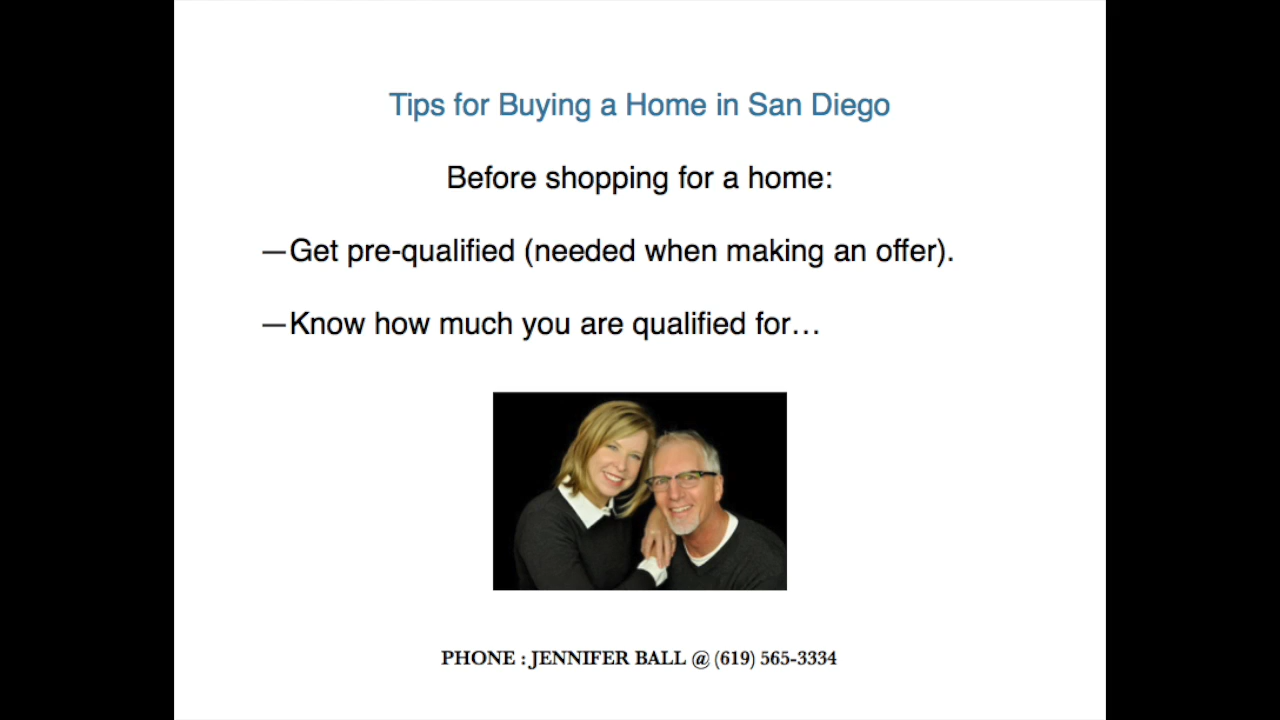 Tips for Buying a Home in San Diego
Before shopping for a home:
—Get pre-qualified (needed when making an offer).
—Know how much you are qualified for…
PHONE : JENNIFER BALL @ (619) 565-3334